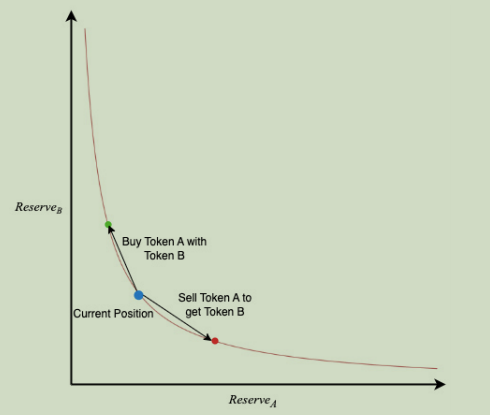 Reserve_B
Buy Token A with
Token B
Sell Token A to
get Token B
Current Position
Reserve_A